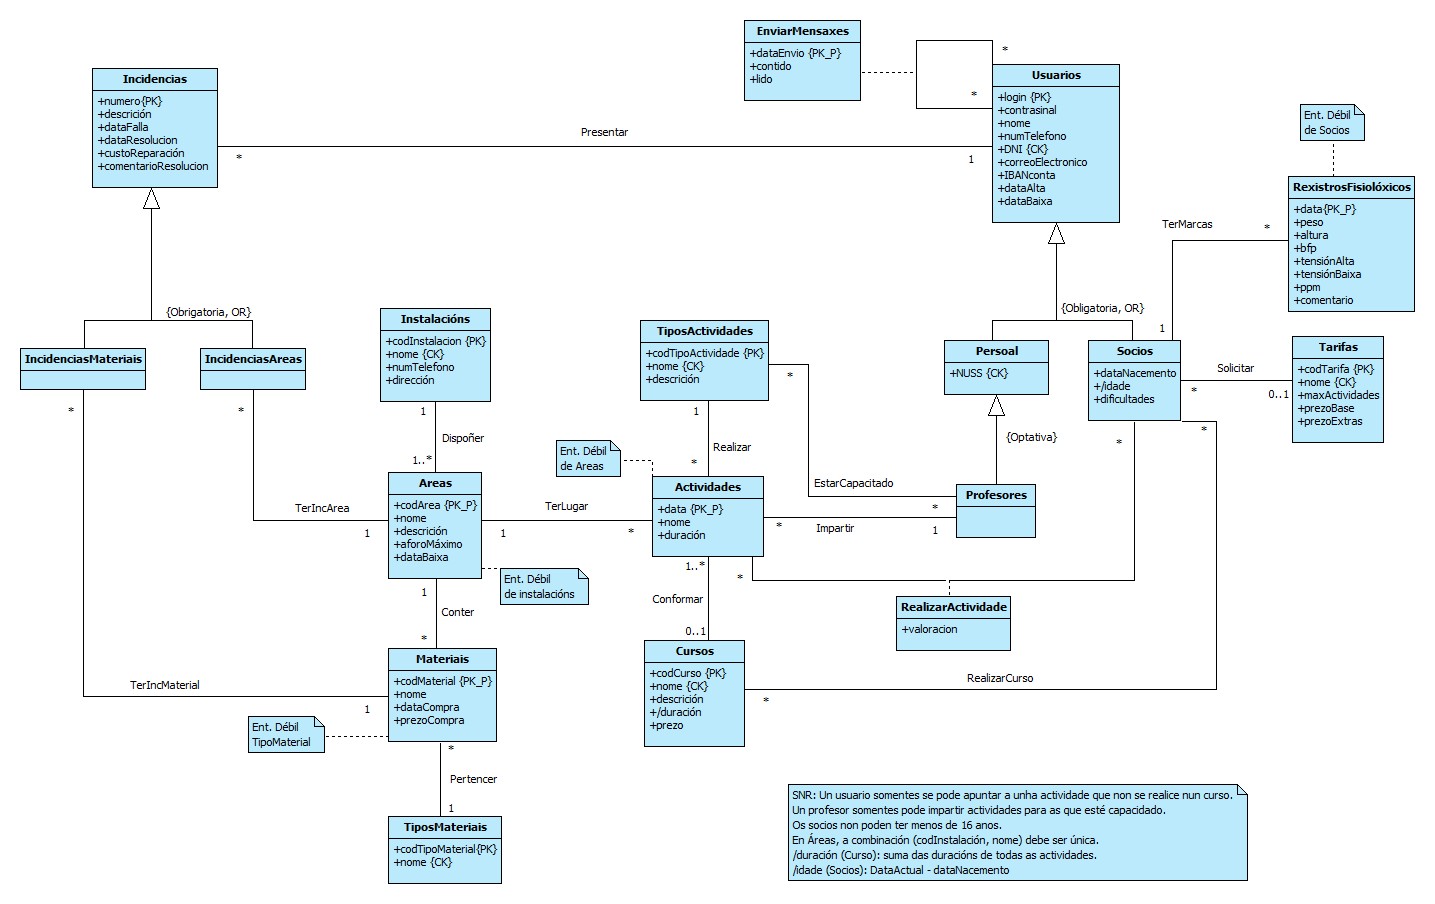 EnviarMensaxes
+dataEnvio {PK_P}
+contido
+lido
*
*
Usuarios
+login {PK}
+contrasinal
+nome
+numTelefono
+DNI {CK}
+correoElectronico
+IBANconta
+dataAlta
+dataBaixa
Incidencias
+numero{PK}
+descrición
+dataFalla
+dataResolucion
+custoReparación
+comentarioResolucion
Presentar
*
1
Ent. Débil
de Socios
RexistrosFisiolóxicos
+data{PK_P}
+peso
+altura
+bfp
+tensiónAlta
+tensiónBaixa
+ppm
+comentario
TerMarcas
*
1
{Obrigatoria, OR}
{Obligatoria, OR}
IncidenciasMateriais
IncidenciasAreas
*
*
Instalacións
+codInstalacion {PK}
+nome {CK}
+numTelefono
+dirección
1
Dispoñer
1..*
TiposActividades
+codTipoActividade {PK}
+nome {CK}
+descrición
*
1
Realizar
*
Persoal
+NUSS {CK}
Socios
+dataNacemento
+/idade
+dificultades
Solicitar
*
0..1
Tarifas
+codTarifa {PK}
+nome {CK}
+maxActividades
+prezoBase
+prezoExtras
{Optativa}
*
*
Ent. Débil
de Areas
EstarCapacitado
*
Areas
+codArea {PK_P}
+nome
+descrición
+aforoMáximo
+dataBaixa
TerIncArea
1
TerLugar
1
*
Actividades
+data {PK_P}
+nome
+duración
Impartir
*
1
Profesores
Ent. Débil
de instalacións
1
Conter
*
1..*
Conformar
0..1
*
RealizarActividade
+valoracion
Materiais
+codMaterial {PK_P}
+nome
+dataCompra
+prezoCompra
TerIncMaterial
1
Ent. Débil
TipoMaterial
Cursos
+codCurso {PK}
+nome {CK}
+descrición
+/duración
+prezo
RealizarCurso
*
*
Pertencer
1
TiposMateriais
+codTipoMaterial{PK}
+nome {CK}
SNR: Un usuario somentes se pode apuntar a unha actividade que non se realice nun curso.
Un profesor somentes pode impartir actividades para as que esté capacidado.
Os socios non poden ter menos de 16 anos.
En Áreas, a combinación (codInstalación, nome) debe ser única.
/duración (Curso): suma das duracións de todas as actividades.
/idade (Socios): DataActual - dataNacemento